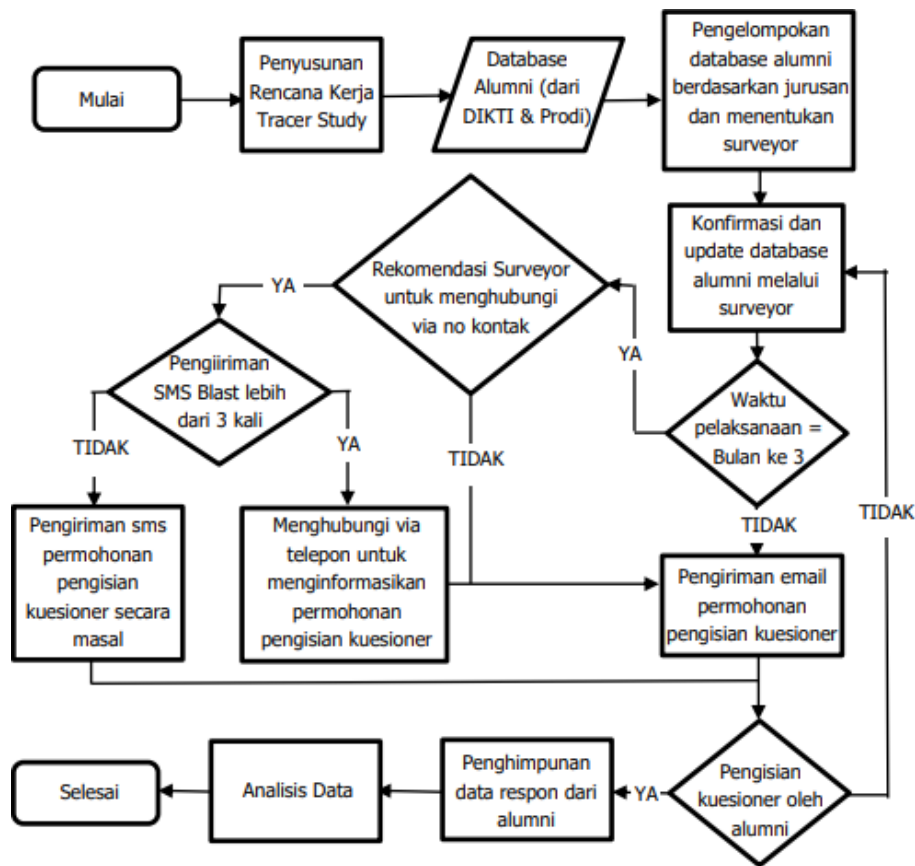 Mulai
Penyusunan
Rencana Kerja
Tracer Study
Database
Alumni (dari
DIKTI & Prodi)
Pengelompokan
database alumni
berdasarkan jurusan
dan menentukan
surveyor
Konfirmasi dan
update database
alumni melalui
surveyor
Rekomendasi Surveyor
untuk menghubungi
via no kontak
YA
YA
Pengiiriman
SMS Blast lebih
dari 3 kali
Waktu
pelaksanaan =
Bulan ke 3
TIDAK
YA
TIDAK
TIDAK
TIDAK
Pengiriman sms
permohonan
pengisian
kuesioner secara
masal
Menghubungi via
telepon untuk
menginformasikan
permohonan
pengisian kuesioner
Pengiriman email
permohonan
pengisian kuesioner
Pengisian
kuesioner oleh
alumni
YA
Penghimpunan
data respon dari
alumni
Analisis Data
Selesai